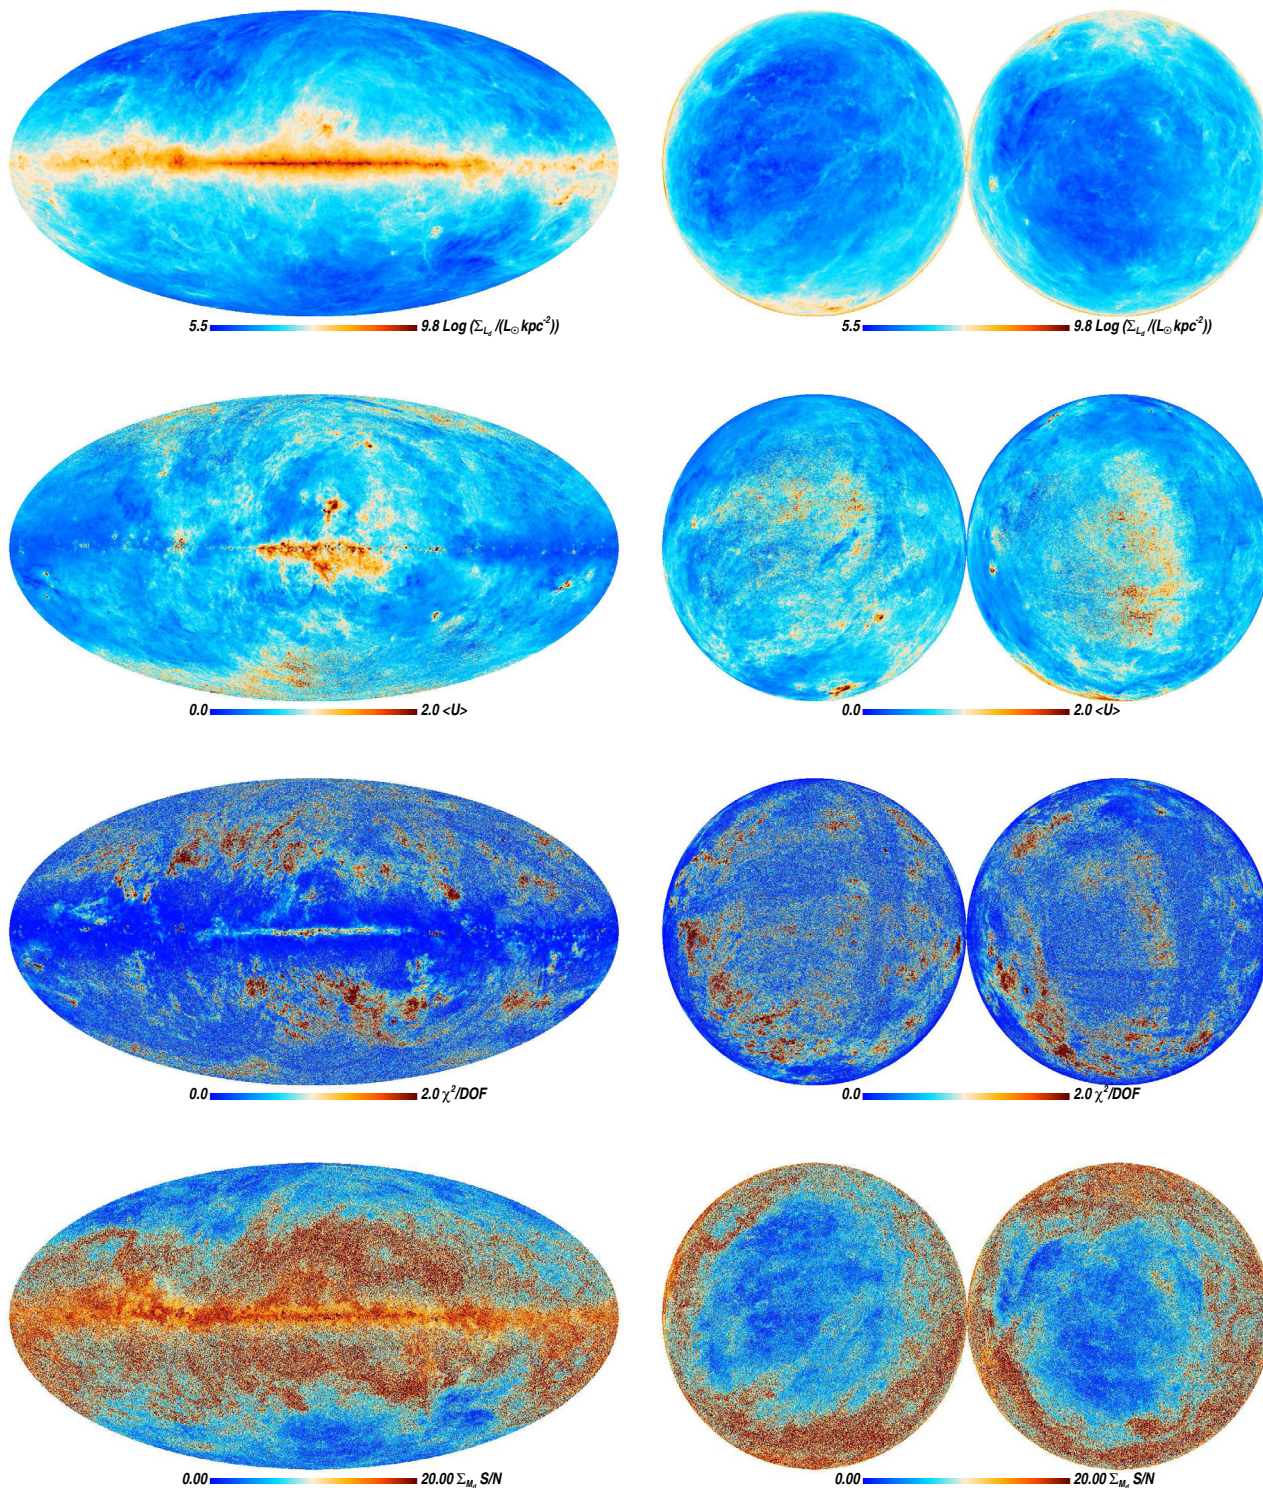 5.5 9.8 Log (Σ_{L_d} /(L_⊙ kpc^{-2}))
5.5 9.8 Log (Σ_{L_d} /(L_⊙ kpc^{-2}))
0.0 2.0 <U>
0.0 2.0 <U>
0.0 2.0 χ²/DOF
0.0 2.0 χ²/DOF
0.00 20.00 Σ_{M_d} S/N
0.00 20.00 Σ_{M_d} S/N